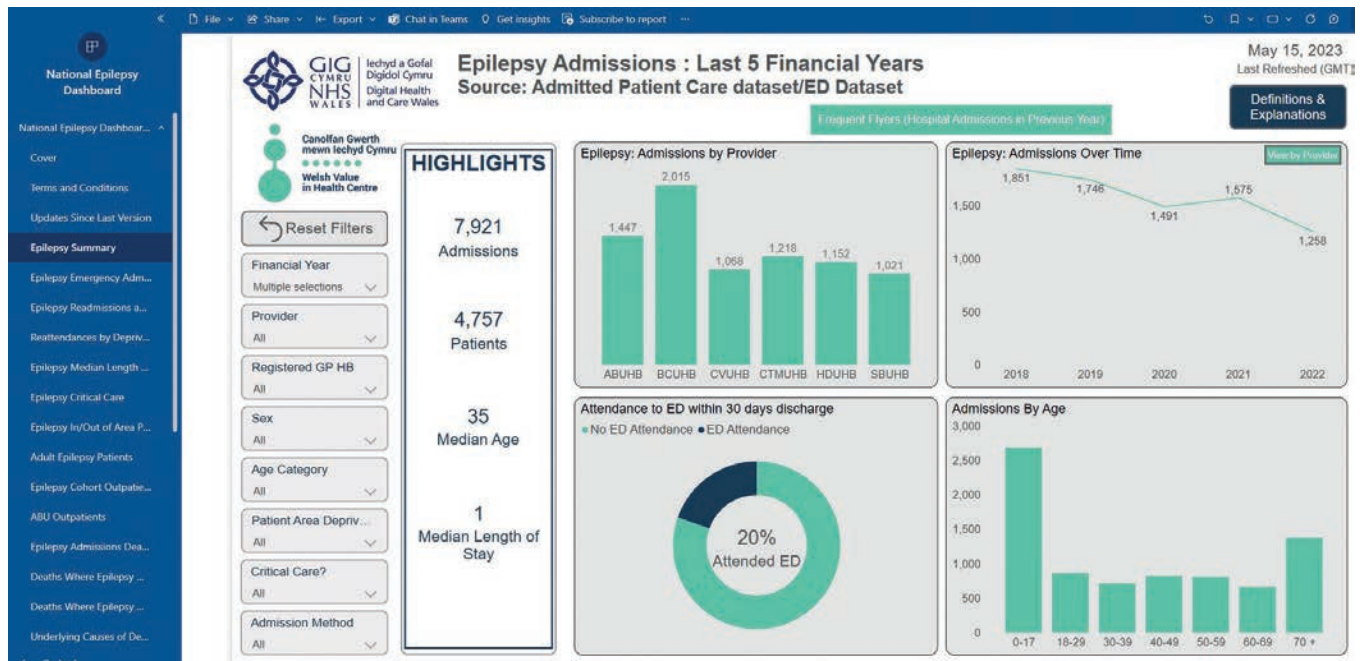 File
Share
Export
Chat in Teams
Get insights
Subscribe to report
National Epilepsy
Dashboard
National Epilepsy Dashboar...
Cover
Terms and Conditions
Updates Since Last Version
Epilepsy Summary
Epilepsy Emergency Adm...
Epilepsy Readmissions a...
Reattendances by Depriv...
Epilepsy Median Length ...
Epilepsy Critical Care
Epilepsy In/Out of Area P...
Adult Epilepsy Patients
Epilepsy Cohort Outpatie...
ABU Outpatients
Epilepsy Admissions Dea...
Deaths Where Epilepsy ...
Deaths Where Epilepsy ...
Underlying Causes of De...
GIG
CYMRU
NHS
WALES
Iechyd a Gofal
Digidol Cymru
Digital Health
and Care Wales
Epilepsy Admissions : Last 5 Financial Years
Source: Admitted Patient Care dataset/ED Dataset
May 15, 2023
Last Refreshed (GMT)
Frequent Flyers (Hospital Admissions in Previous Year)
Definitions &
Explanations
Canolfan Gwerth
mewn Iechyd Cymru
Welsh Value
in Health Centre
Reset Filters
Financial Year
Multiple selections
Provider
All
Registered GP HB
All
Sex
All
Age Category
All
Patient Area Depriv...
All
Critical Care?
All
Admission Method
All
HIGHLIGHTS
7,921
Admissions
4,757
Patients
35
Median Age
1
Median Length of
Stay
Epilepsy: Admissions by Provider
2,015
1,447
1,068
1,218
1,152
1,021
ABUHB BCUHB CVUHB CTMUHB HDUHB SBUHB
Epilepsy: Admissions Over Time
View by Provider
1,851
1,746
1,491
1,575
1,258
1,500
1,000
500
0
2018 2019 2020 2021 2022
Attendance to ED within 30 days discharge
No ED Attendance ED Attendance
20%
Attended ED
Admissions By Age
3,000
2,500
2,000
1,500
1,000
500
0
0-17 18-29 30-39 40-49 50-59 60-69 70 +